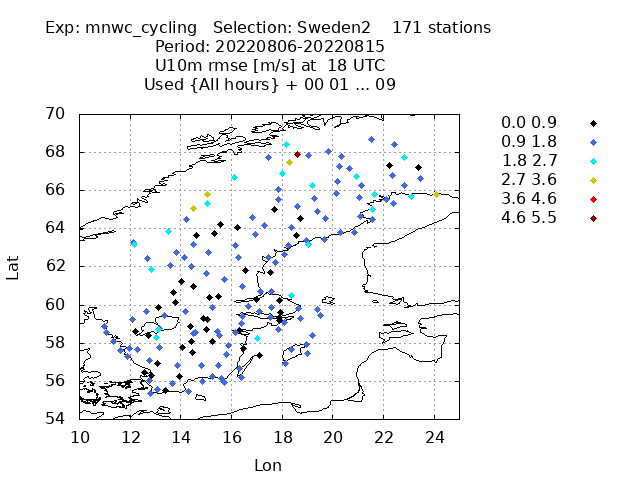 Exp: mnwc_cycling   Selection: Sweden2    171 stations
Period: 20220806-20220815
U10m rmse [m/s] at  18 UTC
Used {All hours} + 00 01 ... 09
70
68
66
64
62
60
58
56
54
Lat
10 12 14 16 18 20 22 24
Lon
0.0 0.9
0.9 1.8
1.8 2.7
2.7 3.6
3.6 4.6
4.6 5.5